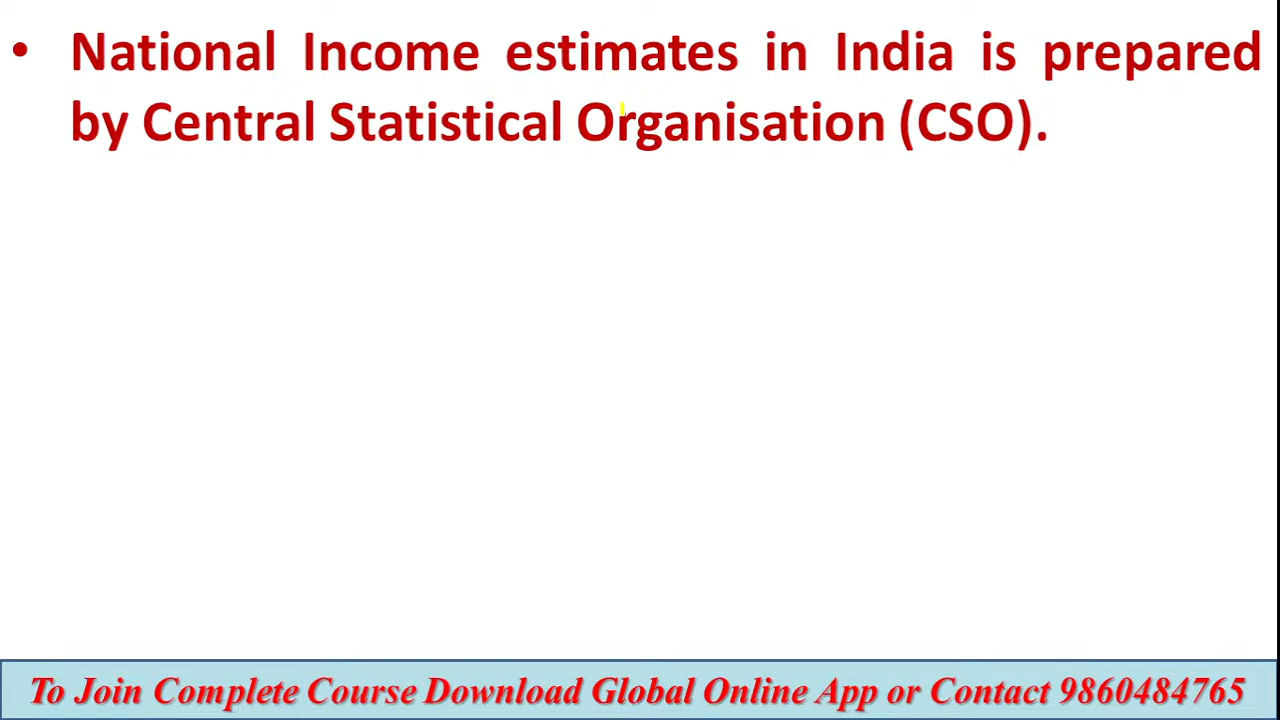 • National Income estimates in India is prepared
by Central Statistical Organisation (CSO).
To Join Complete Course Download Global Online App or Contact 9860484765